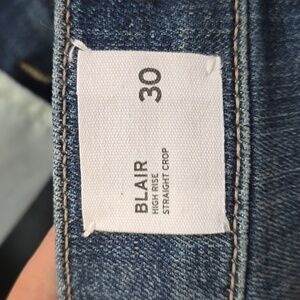 30
BLAIR
HIGH RISE
STRAIGHT CROP